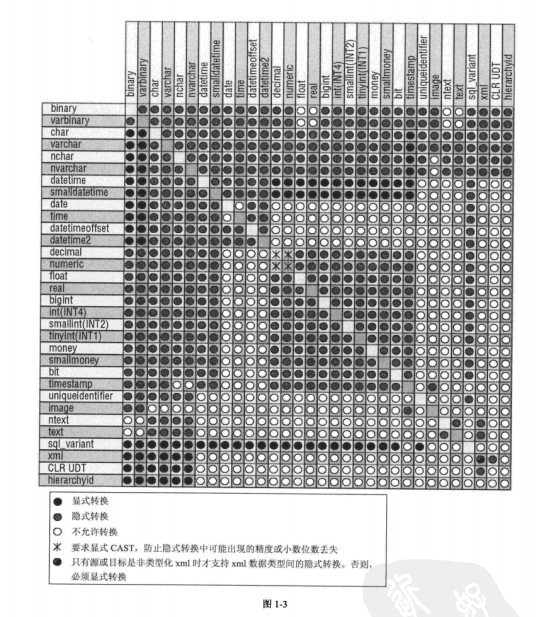 binary
varbinary
char
varchar
nchar
nvarchar
datetime
smalldatetime
date
time
datetimeoffset
datetime2
decimal
numeric
float
real
bigint
int(INT4)
smallint(INT2)
tinyint(INT1)
money
smallmoney
bit
timestamp
uniqueidentifier
image
ntext
text
sql_variant
xml
CLR UDT
hierarchyid
binary
varbinary
char
varchar
nchar
nvarchar
datetime
smalldatetime
date
time
datetimeoffset
datetime2
decimal
numeric
float
real
bigint
int(INT4)
smallint(INT2)
tinyint(INT1)
money
smallmoney
bit
timestamp
uniqueidentifier
image
ntext
text
sql_variant
xml
CLR UDT
hierarchyid
显式转换
隐式转换
不允许转换
要求显式 CAST，防止隐式转换中可能出现的精度或小数位数丢失
只有源或目标是非类型化 xml 时才支持 xml 数据类型间的隐式转换。否则，
必须显式转换
图 1-3